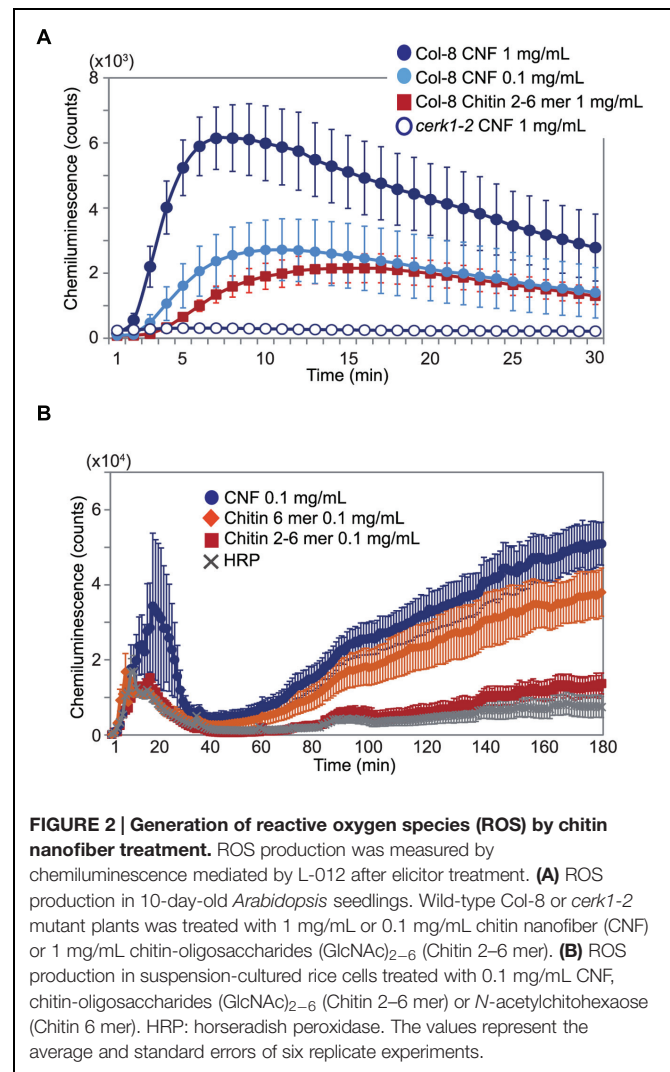 A
(x10³)
Col-8 CNF 1 mg/mL
Col-8 CNF 0.1 mg/mL
Col-8 Chitin 2-6 mer 1 mg/mL
cerk1-2 CNF 1 mg/mL
Chemiluminescence (counts)
8
6
4
2
0
1 5 10 15 20 25 30
Time (min)
B
(x10⁴)
CNF 0.1 mg/mL
Chitin 6 mer 0.1 mg/mL
Chitin 2-6 mer 0.1 mg/mL
HRP
Chemiluminescence (counts)
6
4
2
0
1 20 40 60 80 100 120 140 160 180
Time (min)
FIGURE 2 | Generation of reactive oxygen species (ROS) by chitin
nanofiber treatment. ROS production was measured by
chemiluminescence mediated by L-012 after elicitor treatment. (A) ROS
production in 10-day-old Arabidopsis seedlings. Wild-type Col-8 or cerk1-2
mutant plants was treated with 1 mg/mL or 0.1 mg/mL chitin nanofiber (CNF)
or 1 mg/mL chitin-oligosaccharides (GlcNAc)₂₋₆ (Chitin 2–6 mer). (B) ROS
production in suspension-cultured rice cells treated with 0.1 mg/mL CNF,
chitin-oligosaccharides (GlcNAc)₂₋₆ (Chitin 2–6 mer) or N-acetylchitohexaose
(Chitin 6 mer). HRP: horseradish peroxidase. The values represent the
average and standard errors of six replicate experiments.